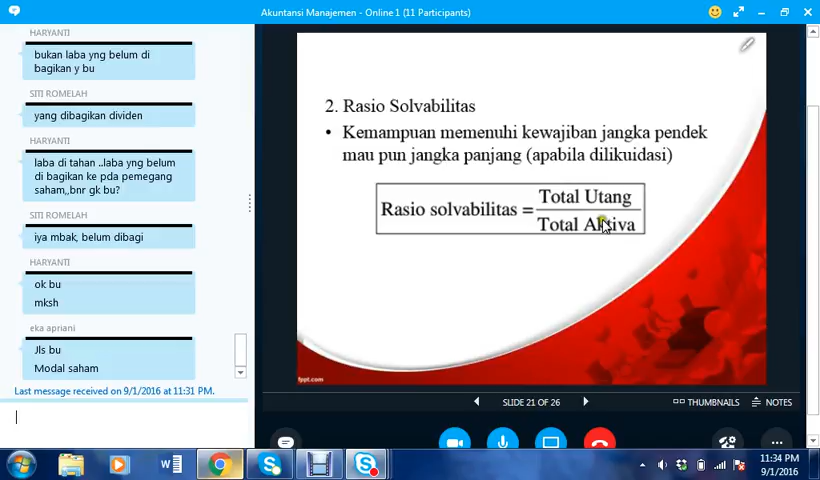 Akuntansi Manajemen - Online 1 (11 Participants)
HARYANTI
bukan laba yng belum di
bagikan y bu
SITI ROMELAH
yang dibagikan dividen
HARYANTI
laba di tahan ..laba yng belum
di bagikan ke pda pemegang
saham,,bnr gk bu?
SITI ROMELAH
iya mbak, belum dibagi
HARYANTI
ok bu
mksh
eka apriani
Jls bu
Modal saham
Last message received on 9/1/2016 at 11:31 PM.
2. Rasio Solvabilitas
• Kemampuan memenuhi kewajiban jangka pendek
mau pun jangka panjang (apabila dilikuidasi)
Rasio solvabilitas = Total Utang
Total Aktiva
fppt.com
SLIDE 21 OF 26
THUMBNAILS
NOTES
11:34 PM
9/1/2016